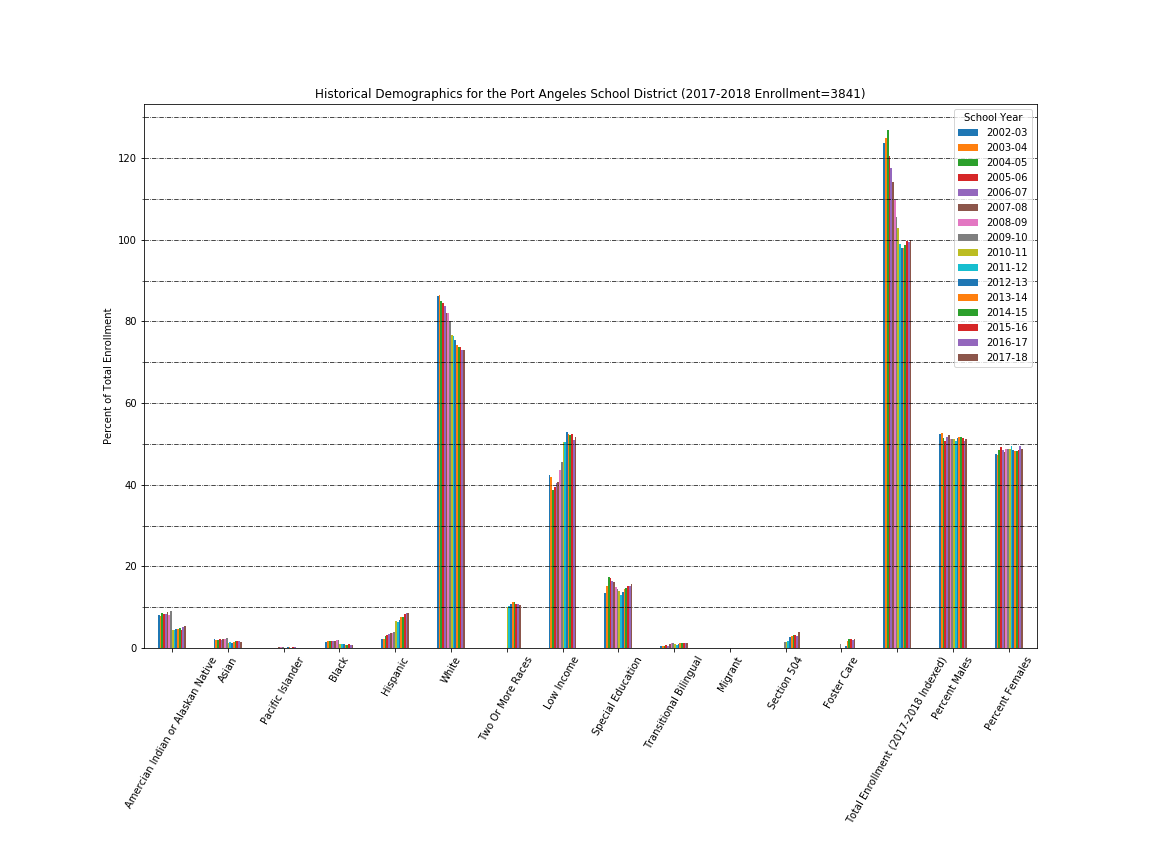 Historical Demographics for the Port Angeles School District (2017-2018 Enrollment=3841)
Percent of Total Enrollment
120
100
80
60
40
20
0
School Year
2002-03
2003-04
2004-05
2005-06
2006-07
2007-08
2008-09
2009-10
2010-11
2011-12
2012-13
2013-14
2014-15
2015-16
2016-17
2017-18
Amercian Indian or Alaskan Native
Asian
Pacific Islander
Black
Hispanic
White
Two Or More Races
Low Income
Special Education
Transitional Bilingual
Migrant
Section 504
Foster Care
Total Enrollment (2017-2018 Indexed)
Percent Males
Percent Females